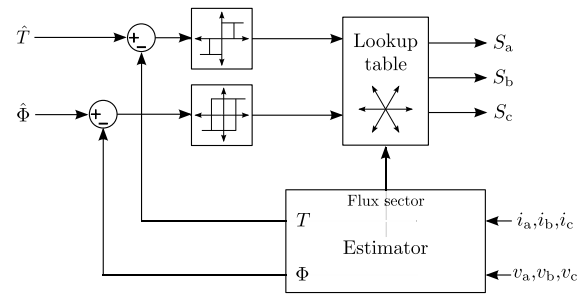 T̂
+
−
Lookup
table
S_a
S_b
S_c
Φ̂
+
−
Flux sector
T
Estimator
Φ
i_a,i_b,i_c
v_a,v_b,v_c